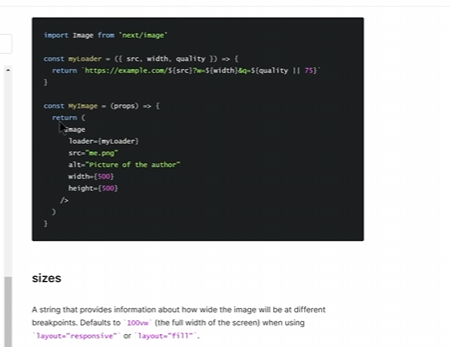 import Image from 'next/image'
const myLoader = ({ src, width, quality }) => {
return `https://example.com/${src}?w=${width}&q=${quality || 75}`
}
const MyImage = (props) => {
return (
Image
loader={myLoader}
src="me.png"
alt="Picture of the author"
width={500}
height={500}
/>
)
}
sizes
A string that provides information about how wide the image will be at different
breakpoints. Defaults to `100vw` (the full width of the screen) when using
`layout="responsive"` or `layout="fill"`.